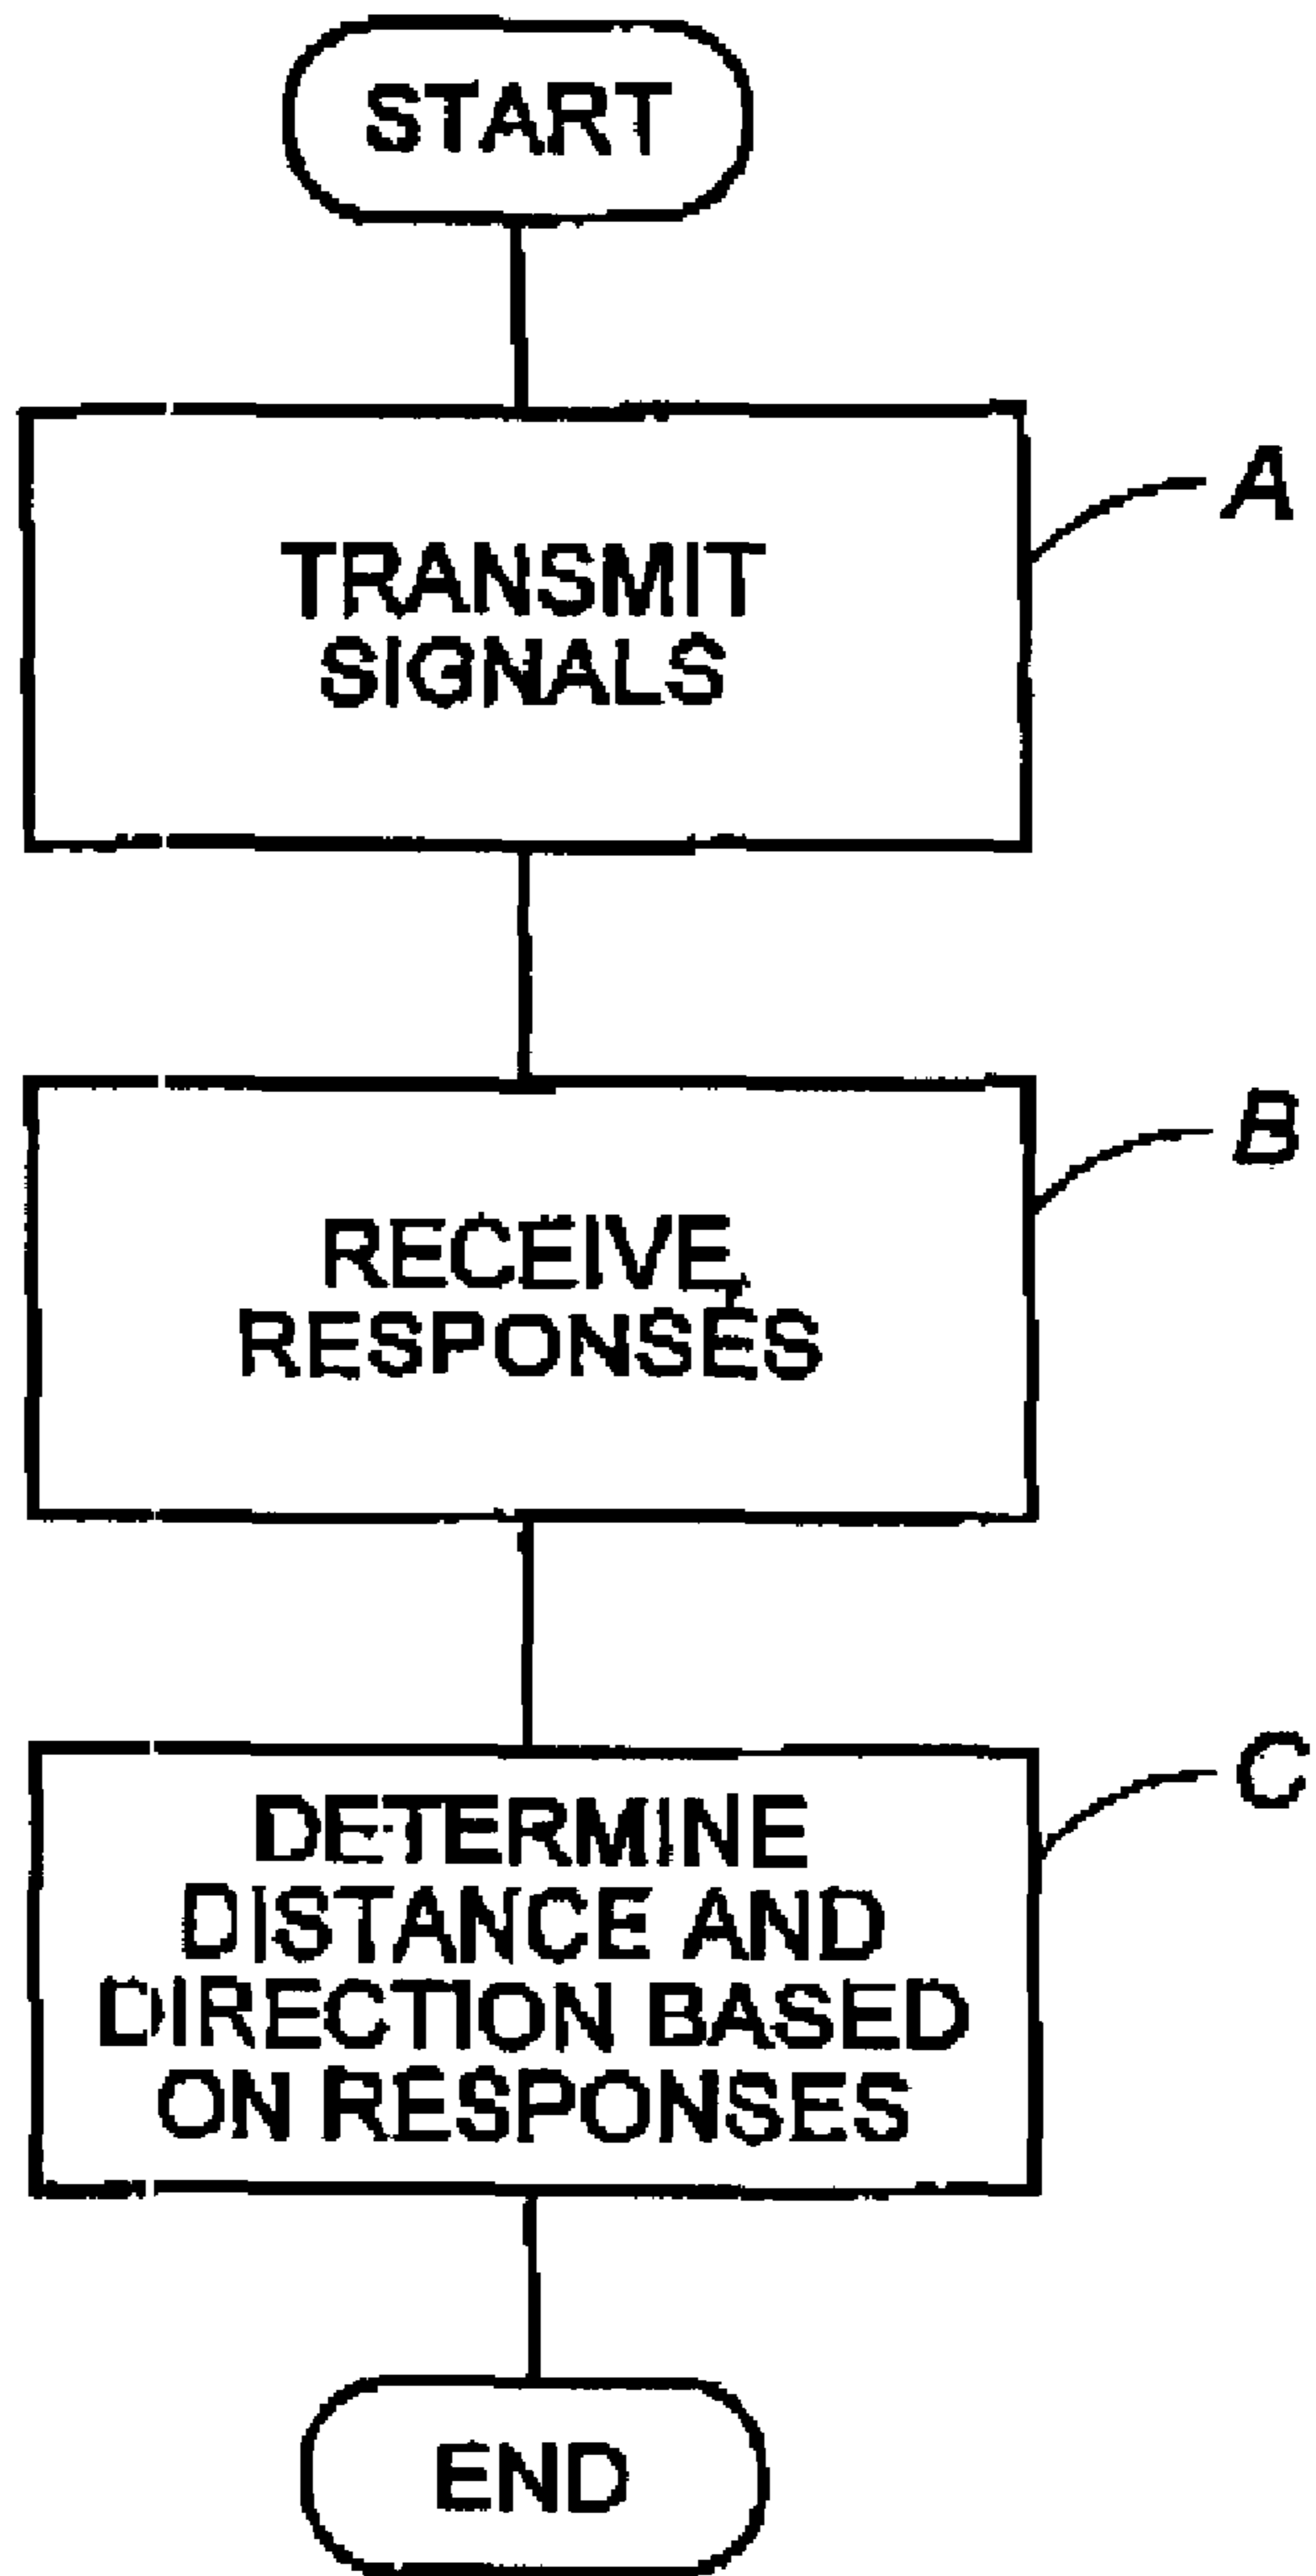 START
A
TRANSMIT
SIGNALS
B
RECEIVE
RESPONSES
C
DETERMINE
DISTANCE AND
DIRECTION BASED
ON RESPONSES
END